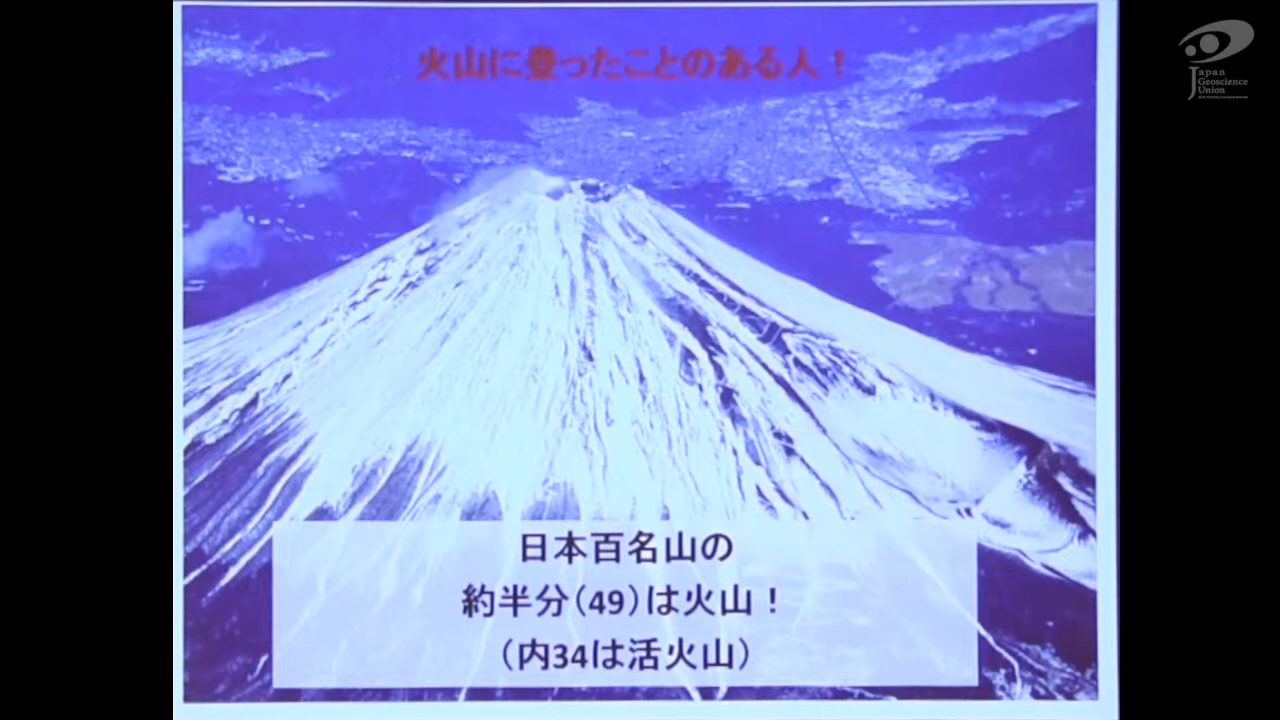 火山に登ったことのある人！
Japan
Geoscience
Union
日本百名山の
約半分（49）は火山！
（内34は活火山）